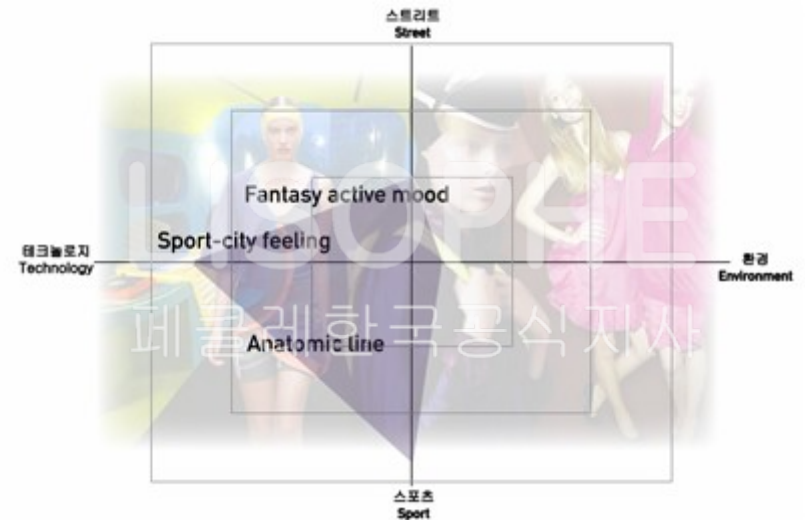 스트리트
Street
Fantasy active mood
Sport-city feeling
테크놀로지
Technology
환경
Environment
페클레한국공식지사
Anatomic line
스포츠
Sport